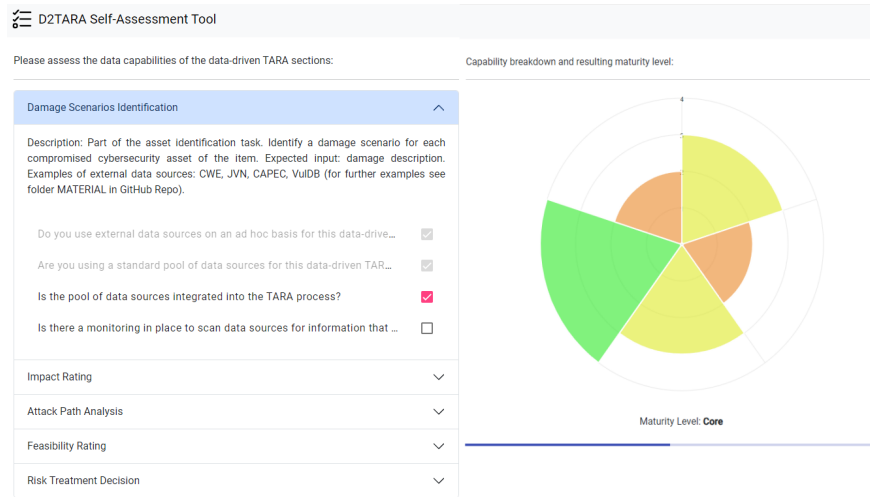 D2TARA Self-Assessment Tool
Please assess the data capabilities of the data-driven TARA sections:
Damage Scenarios Identification
Description: Part of the asset identification task. Identify a damage scenario for each
compromised cybersecurity asset of the item. Expected input: damage description.
Examples of external data sources: CWE, JVN, CAPEC, VulDB (for further examples see
folder MATERIAL in GitHub Repo).
Do you use external data sources on an ad hoc basis for this data-drive...
Are you using a standard pool of data sources for this data-driven TAR...
Is the pool of data sources integrated into the TARA process?
Is there a monitoring in place to scan data sources for information that ...
Impact Rating
Attack Path Analysis
Feasibility Rating
Risk Treatment Decision
Capability breakdown and resulting maturity level:
4
Maturity Level: Core